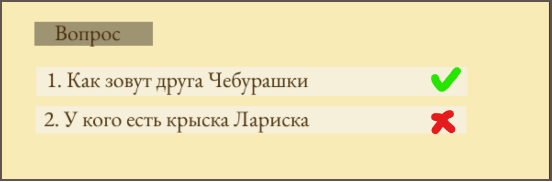 Вопрос
1. Как зовут друга Чебурашки
2. У кого есть крыска Лариска